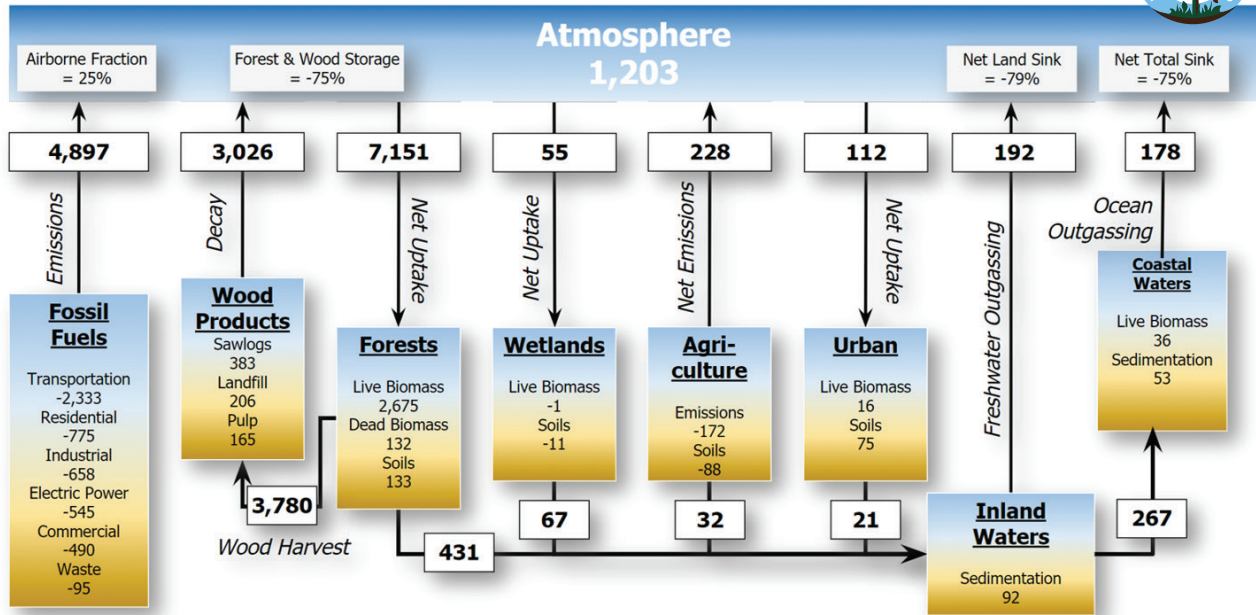 Atmosphere
1,203
Airborne Fraction
= 25%
Forest & Wood Storage
= -75%
Net Land Sink
= -79%
Net Total Sink
= -75%
4,897
3,026
7,151
55
228
112
192
178
Emissions
Decay
Net Uptake
Net Uptake
Net Emissions
Net Uptake
Freshwater Outgassing
Ocean
Outgassing
Fossil
Fuels
Transportation
-2,333
Residential
-775
Industrial
-658
Electric Power
-545
Commercial
-490
Waste
-95
Wood
Products
Sawlogs
383
Landfill
206
Pulp
165
Forests
Live Biomass
2,675
Dead Biomass
132
Soils
133
Wetlands
Live Biomass
-1
Soils
-11
Agri-
culture
Emissions
-172
Soils
-88
Urban
Live Biomass
16
Soils
75
Coastal
Waters
Live Biomass
36
Sedimentation
53
3,780
Wood Harvest
431
67
32
21
Inland
Waters
Sedimentation
92
267